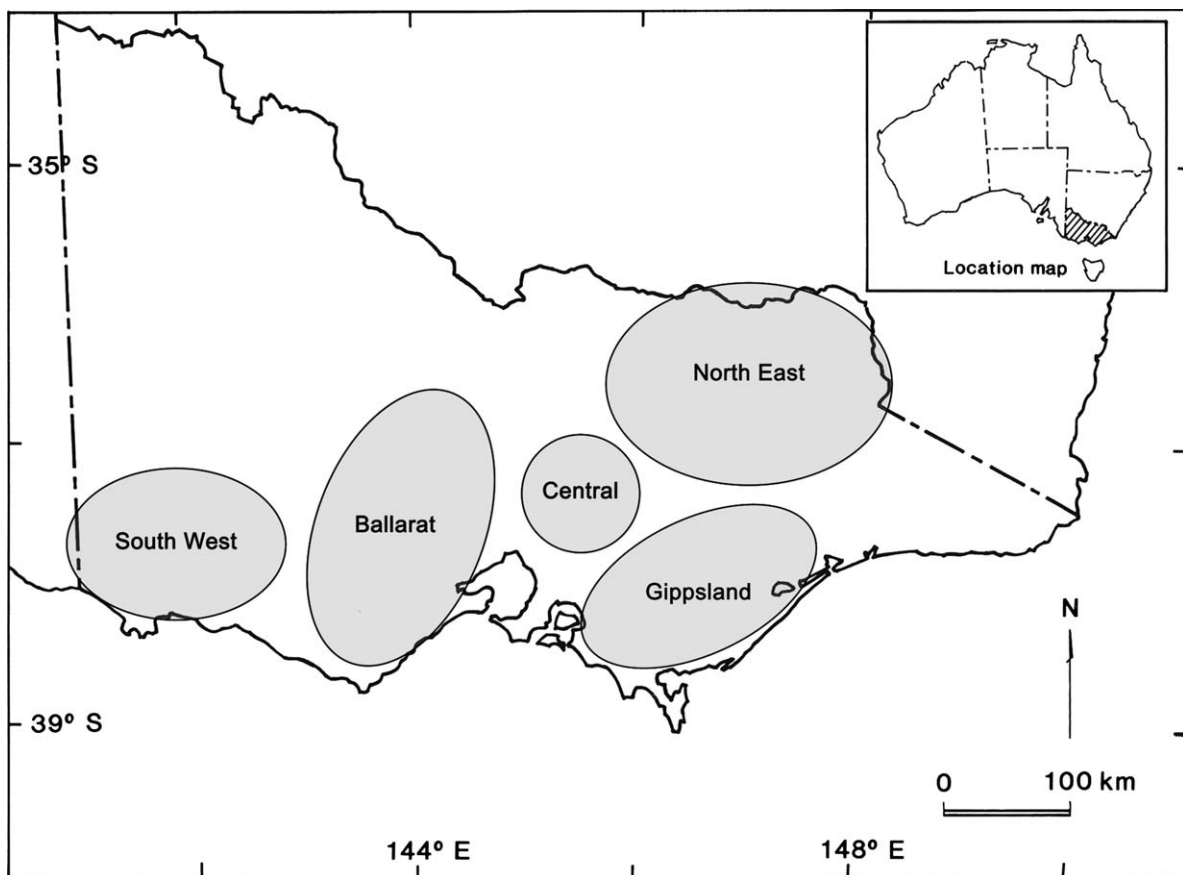 35° S
Location map
North East
Central
South West
Ballarat
Gippsland
N
39° S
0 100 km
144° E 148° E